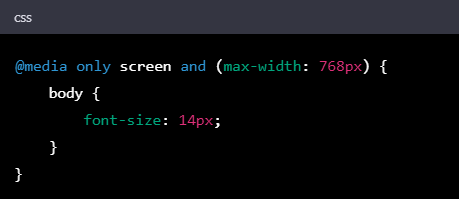 css
@media only screen and (max-width: 768px) {
    body {
        font-size: 14px;
    }
}